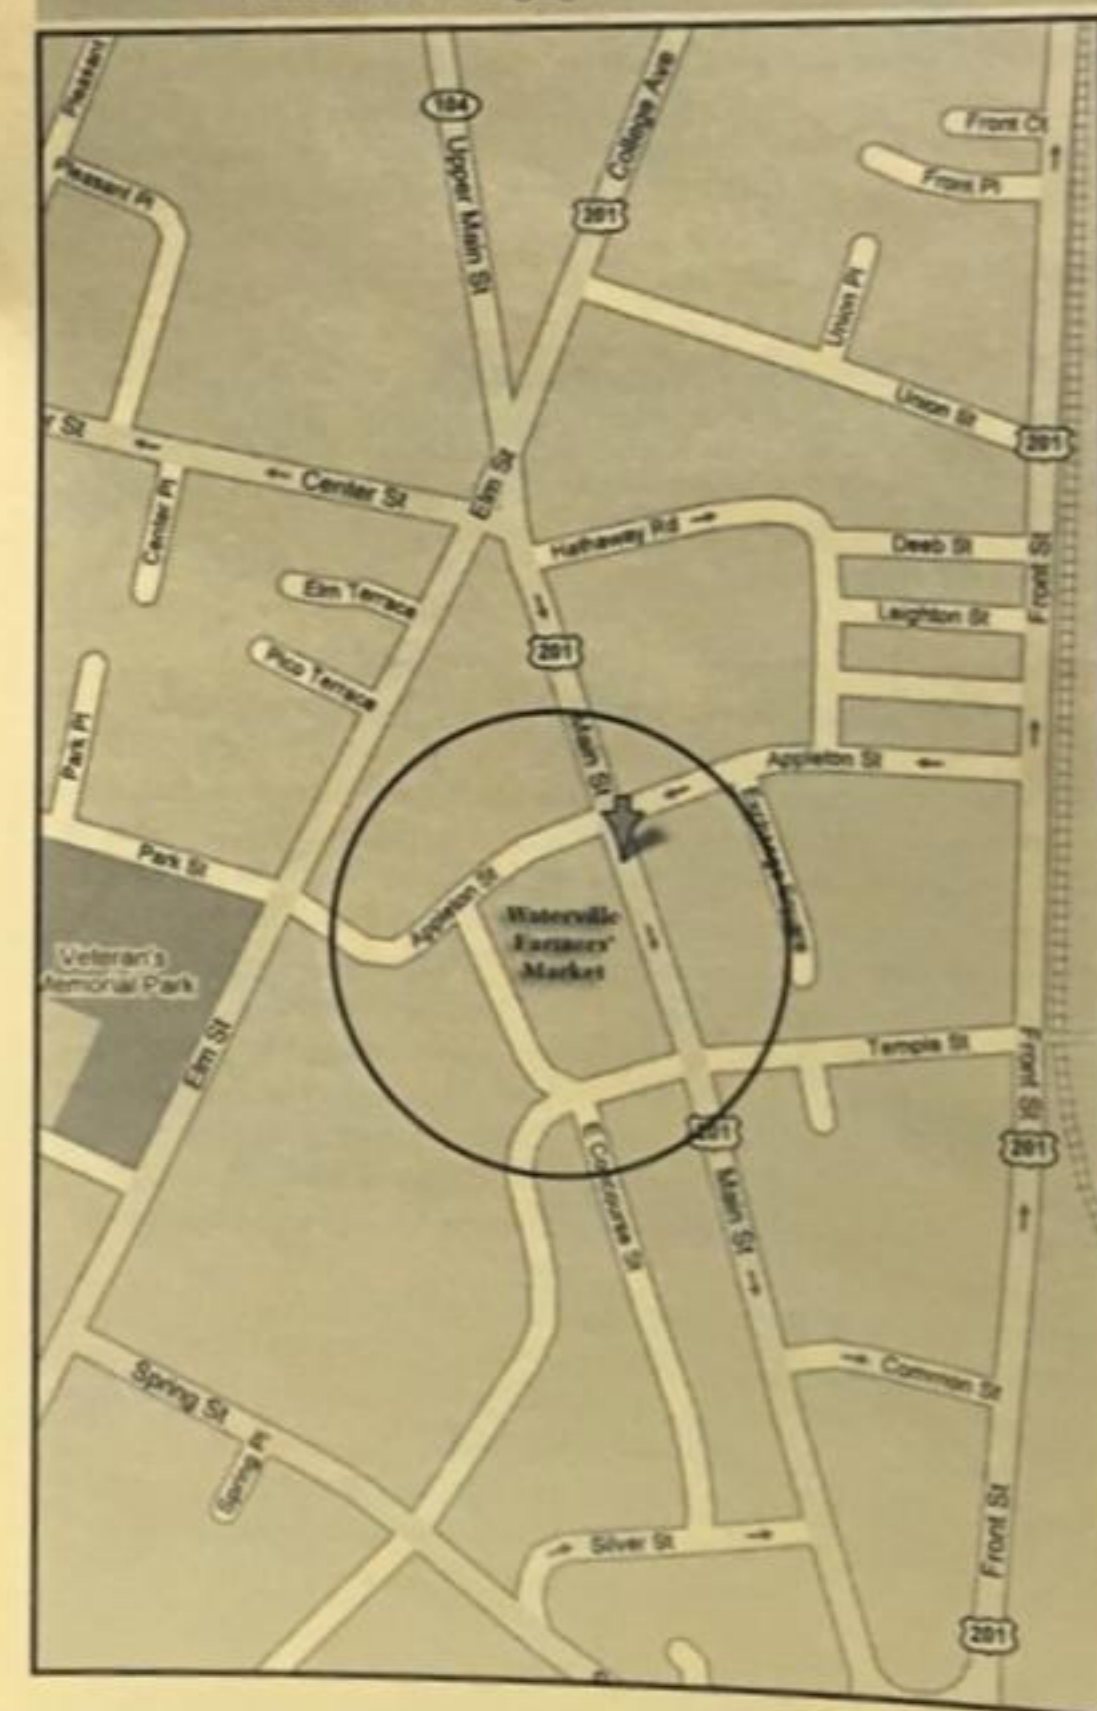 Pleasant
104
College Ave
Front Ct
Upper Main St
Front Pl
Pleasant Pl
201
Union Pl
Union St
r St
201
Center St
Elm St
Center Pl
Hathaway Rd
Deeb St
Front St
Elm Terrace
Leighton St
201
Pico Terrace
Park Pl
Main St
Appleton St
Park St
Appleton St
Waterville
Farmers'
Market
Veteran's
Memorial Park
Elm St
Temple St
Front St
201
E Concourse St
201
Main St
Common St
Spring St
Spring Pl
Silver St
Front St
201